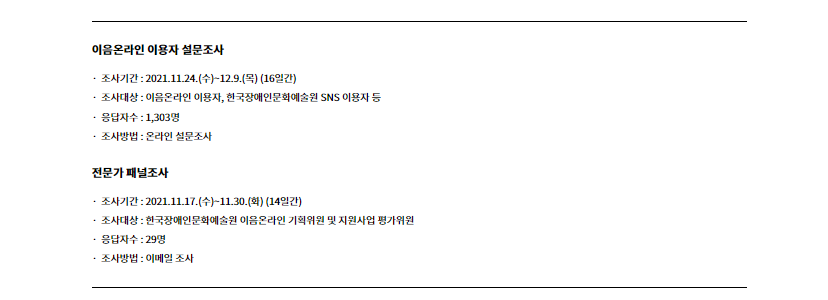 이음온라인 이용자 설문조사
· 조사기간 : 2021.11.24.(수)~12.9.(목) (16일간)
· 조사대상 : 이음온라인 이용자, 한국장애인문화예술원 SNS 이용자 등
· 응답자수 : 1,303명
· 조사방법 : 온라인 설문조사
전문가 패널조사
· 조사기간 : 2021.11.17.(수)~11.30.(화) (14일간)
· 조사대상 : 한국장애인문화예술원 이음온라인 기획위원 및 지원사업 평가위원
· 응답자수 : 29명
· 조사방법 : 이메일 조사